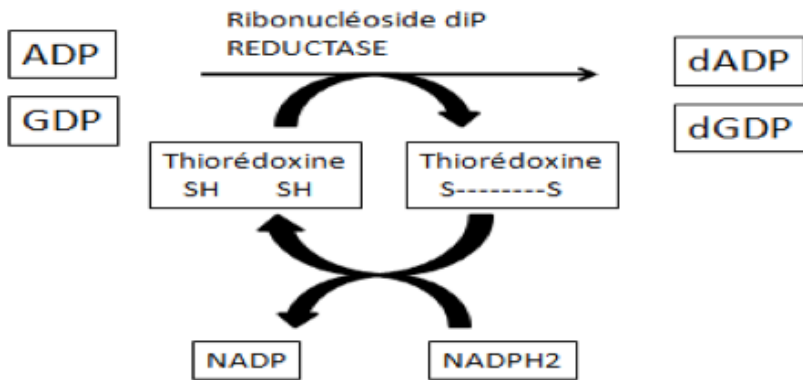 Ribonucléoside diP
REDUCTASE
ADP
GDP
dADP
dGDP
Thiorédoxine
SH SH
Thiorédoxine
S--------S
NADP
NADPH2